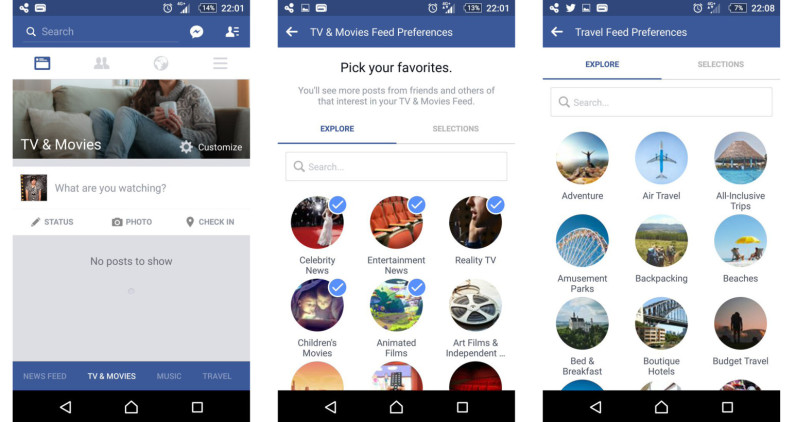 14% 22:01
Search
TV & Movies
Customize
What are you watching?
STATUS PHOTO CHECK IN
No posts to show
NEWS FEED TV & MOVIES MUSIC TRAVEL
13% 22:01
TV & Movies Feed Preferences
Pick your favorites.
You'll see more posts from friends and others of
that interest in your TV & Movies Feed.
EXPLORE SELECTIONS
Search...
Celebrity
News
Entertainment
News
Reality TV
Children's
Movies
Animated
Films
Art Films &
Independent ...
7% 22:08
Travel Feed Preferences
EXPLORE SELECTIONS
Search...
Adventure
Air Travel
All-Inclusive
Trips
Amusement
Parks
Backpacking
Beaches
Bed &
Breakfast
Boutique
Hotels
Budget Travel